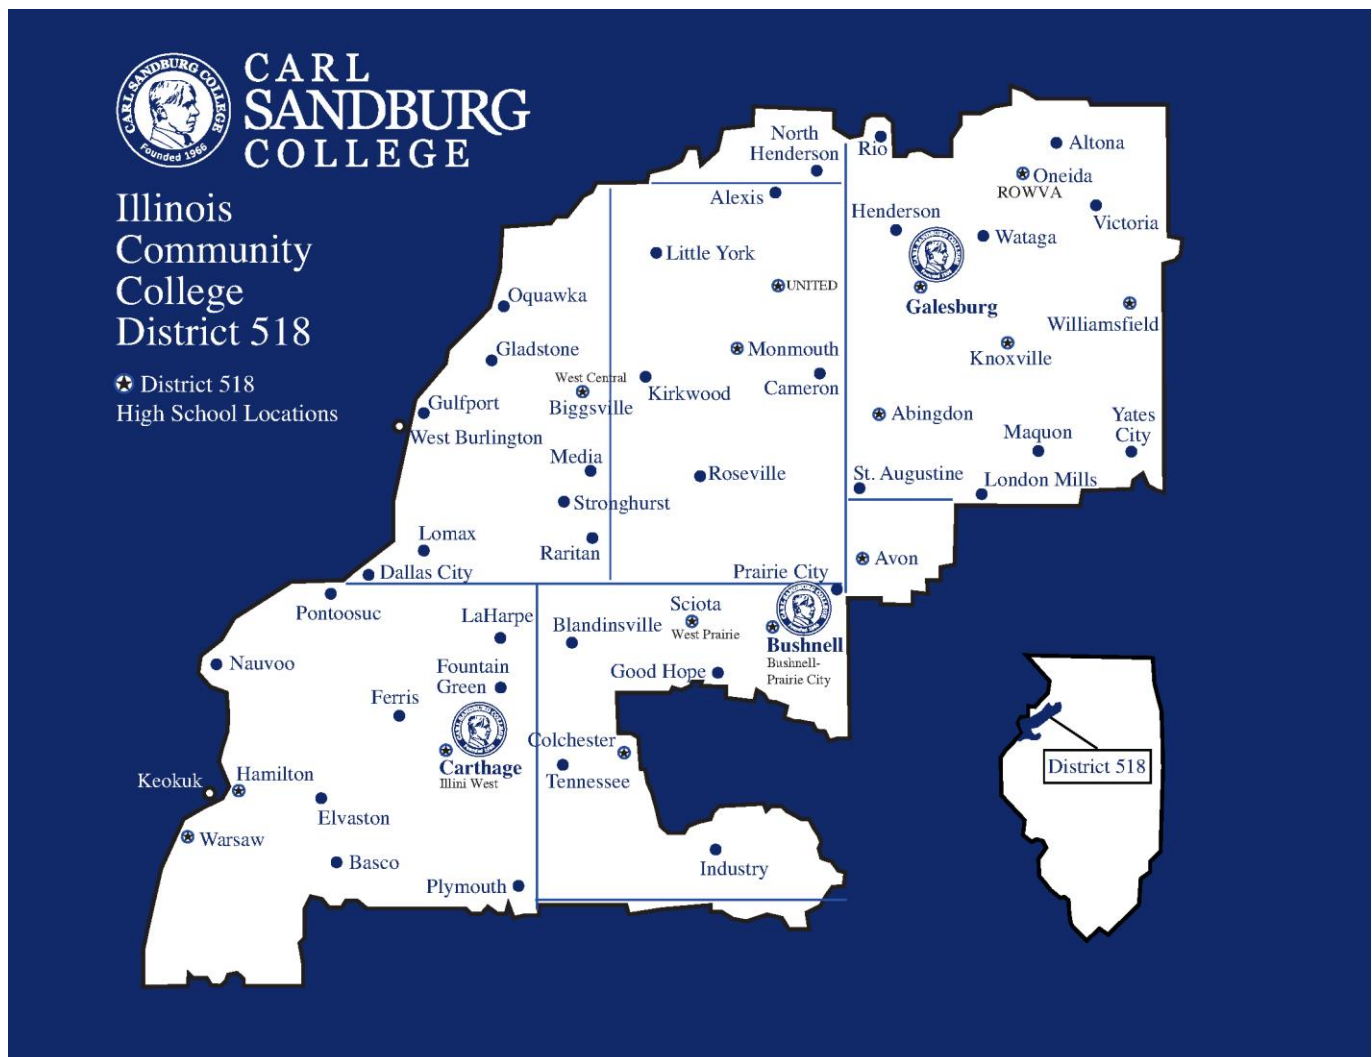 CARL SANDBURG COLLEGE
Founded 1966
CARL
SANDBURG
COLLEGE
Illinois
Community
College
District 518
District 518
High School Locations
North
Henderson
Rio
Altona
Oneida
ROWVA
Alexis
Henderson
Victoria
Wataga
Little York
UNITED
Oquawka
Galesburg
Williamsfield
Gladstone
Monmouth
Knoxville
West Central
Biggsville
Kirkwood
Cameron
Gulfport
West Burlington
Abingdon
Maquon
Yates
City
Media
Roseville
St. Augustine
London Mills
Stronghurst
Lomax
Raritan
Avon
Dallas City
Prairie City
Pontoosuc
LaHarpe
Blandinsville
Sciota
West Prairie
Bushnell
Bushnell-
Prairie City
Nauvoo
Fountain
Green
Good Hope
Ferris
Colchester
Carthage
Illini West
Tennessee
District 518
Keokuk
Hamilton
Elvaston
Warsaw
Basco
Industry
Plymouth